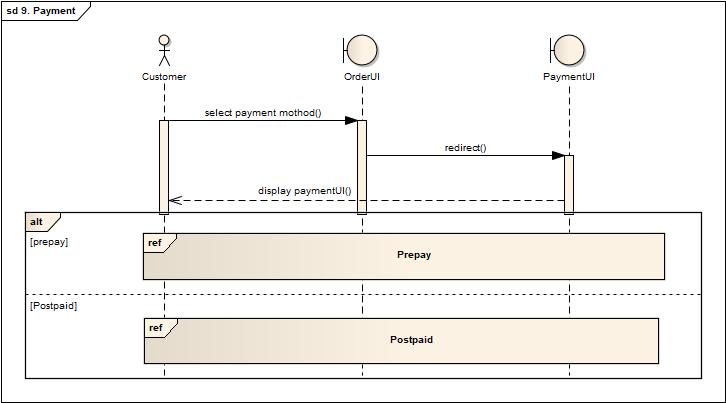 sd 9. Payment
Customer
OrderUI
PaymentUI
select payment mothod()
redirect()
display paymentUI()
alt
[prepay]
ref
Prepay
[Postpaid]
ref
Postpaid